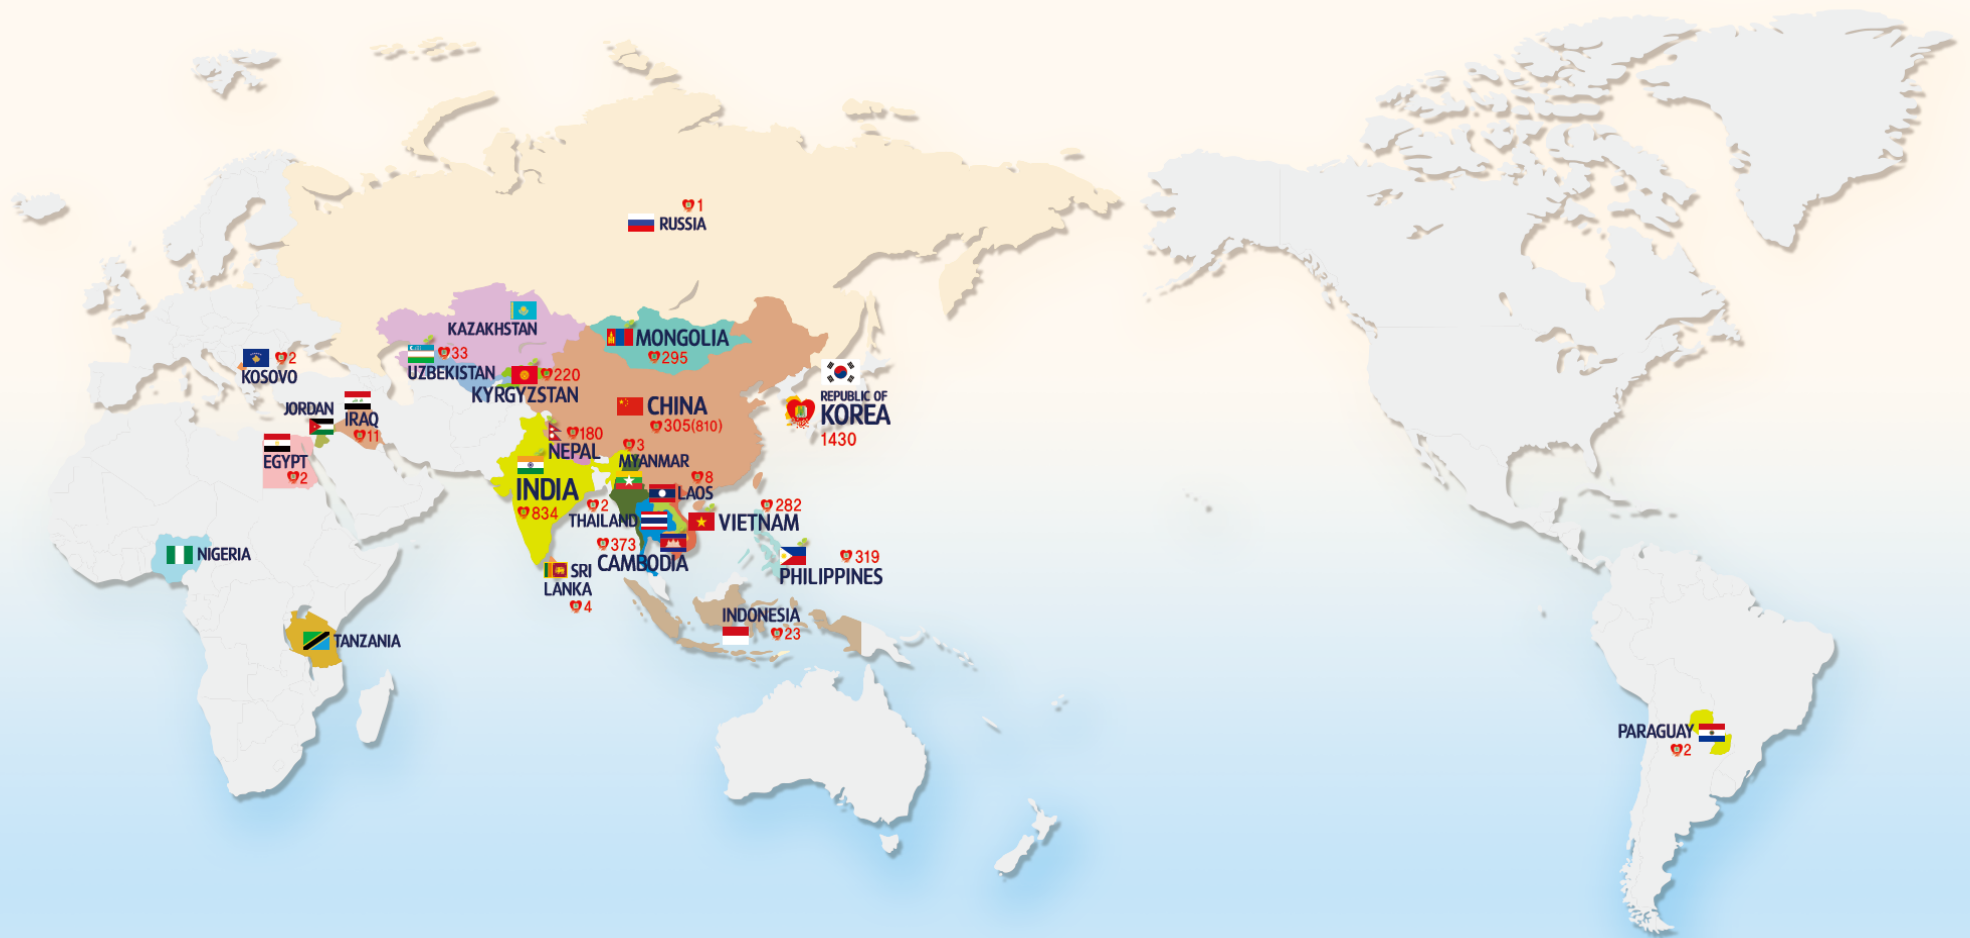 1
RUSSIA
KAZAKHSTAN
MONGOLIA
295
33
UZBEKISTAN
2
KOSOVO
220
KYRGYZSTAN
REPUBLIC OF
KOREA
1430
CHINA
305(810)
JORDAN
IRAQ
11
EGYPT
2
180
NEPAL
3
MYANMAR
INDIA
834
8
LAOS
2
THAILAND
282
VIETNAM
373
CAMBODIA
319
PHILIPPINES
SRI
LANKA
4
INDONESIA
23
NIGERIA
TANZANIA
PARAGUAY
2